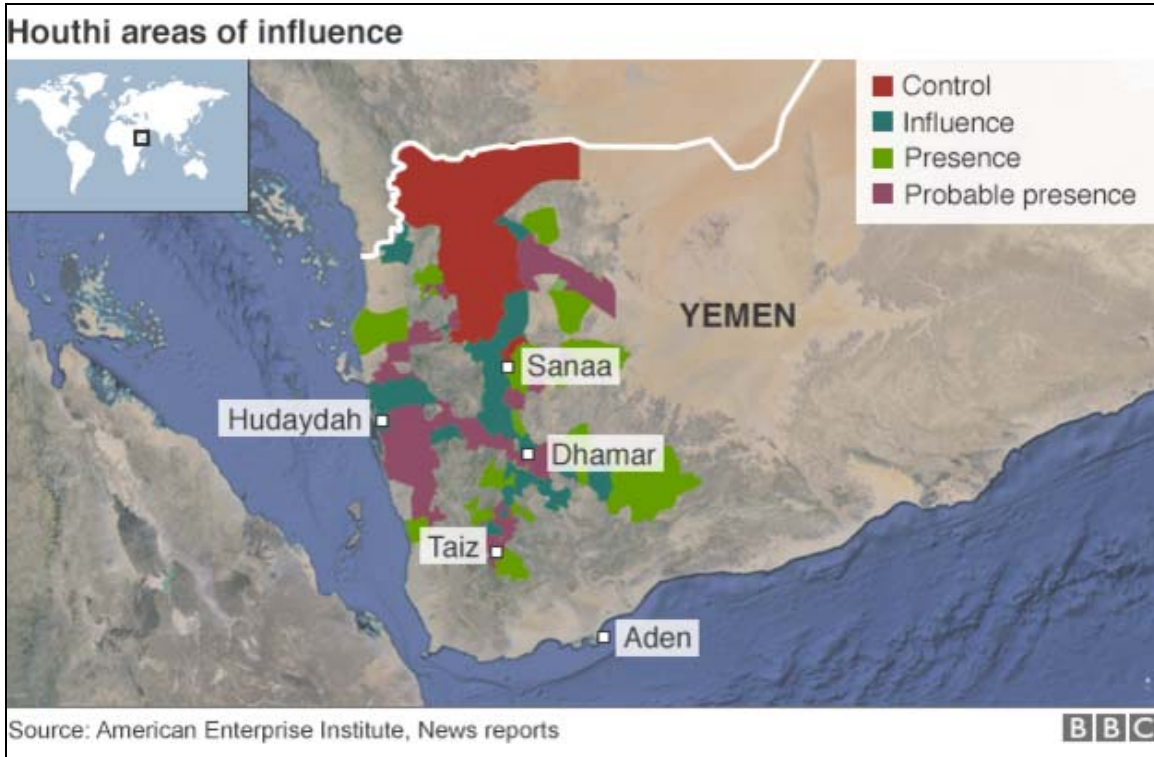 Houthi areas of influence
Control
Influence
Presence
Probable presence
YEMEN
Sanaa
Hudaydah
Dhamar
Taiz
Aden
Source: American Enterprise Institute, News reports
BBC